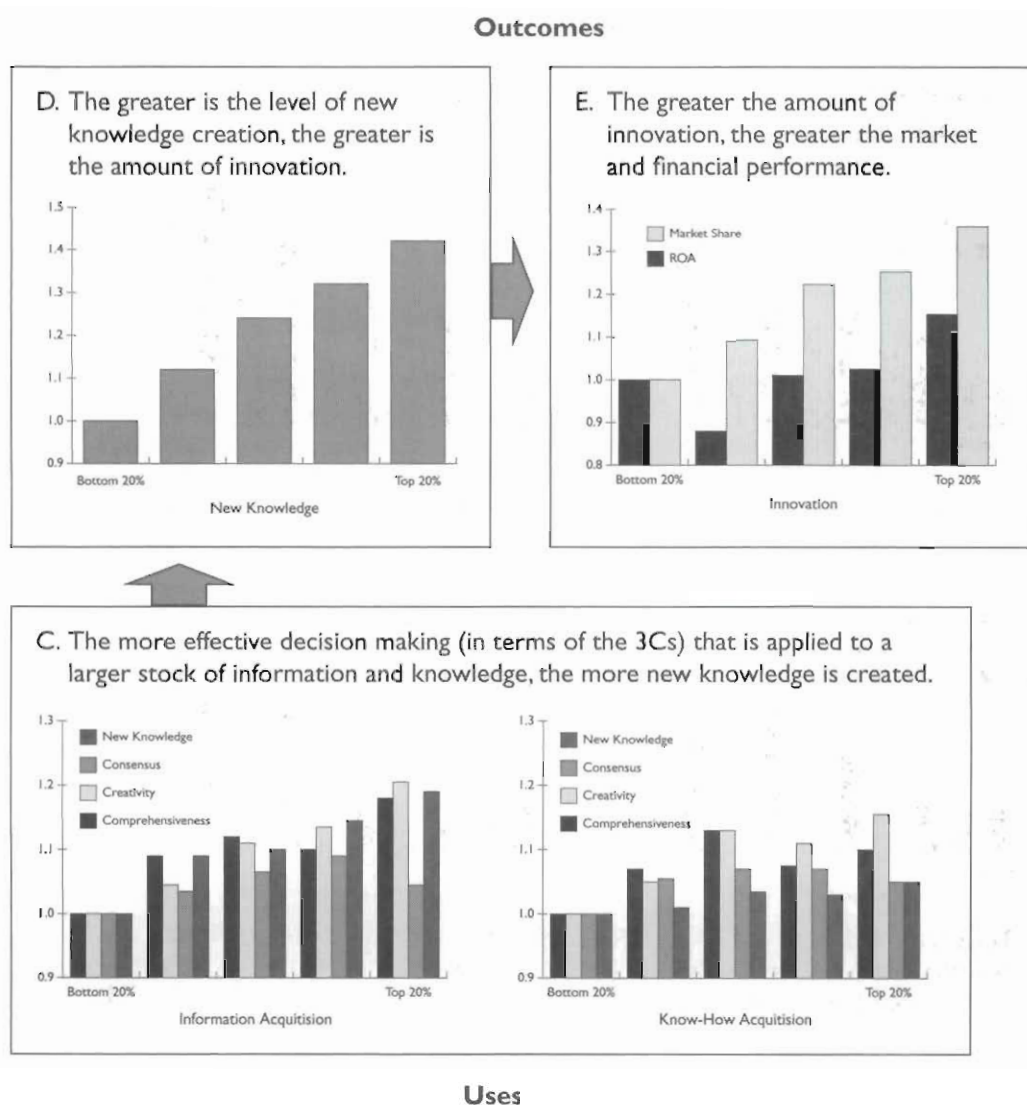 Outcomes
D. The greater is the level of new
knowledge creation, the greater is
the amount of innovation.
1.5
1.4
1.3
1.2
1.1
1.0
0.9
Bottom 20%
Top 20%
New Knowledge
E. The greater the amount of
innovation, the greater the market
and financial performance.
1.4
1.3
1.2
1.1
1.0
0.9
0.8
Market Share
ROA
Bottom 20%
Top 20%
Innovation
C. The more effective decision making (in terms of the 3Cs) that is applied to a
larger stock of information and knowledge, the more new knowledge is created.
1.3
1.2
1.1
1.0
0.9
New Knowledge
Consensus
Creativity
Comprehensiveness
Bottom 20%
Top 20%
Information Acquitision
1.3
1.2
1.1
1.0
0.9
New Knowledge
Consensus
Creativity
Comprehensiveness
Bottom 20%
Top 20%
Know-How Acquitision
Uses